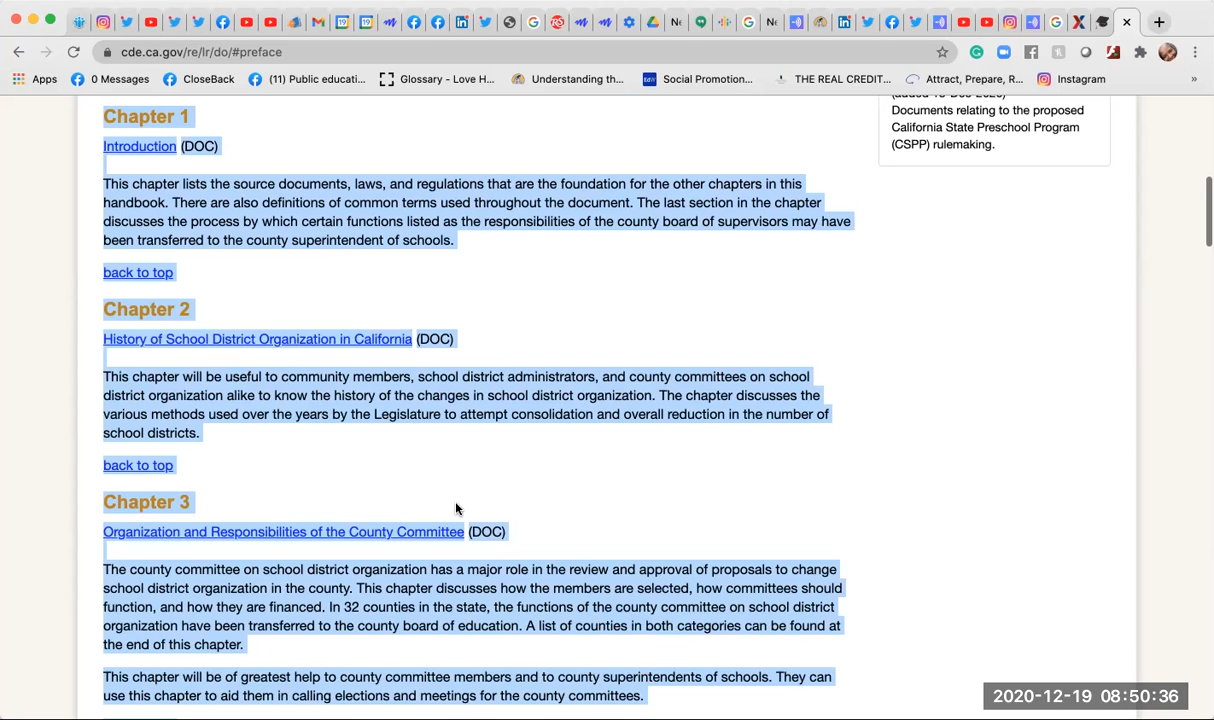 cde.ca.gov/re/lr/do/#preface
Apps
0 Messages
CloseBack
(11) Public educati...
Glossary - Love H...
Understanding th...
Social Promotion...
THE REAL CREDIT...
Attract, Prepare, R...
Instagram
»
Documents relating to the proposed
California State Preschool Program
(CSPP) rulemaking.
Chapter 1
Introduction (DOC)
This chapter lists the source documents, laws, and regulations that are the foundation for the other chapters in this
handbook. There are also definitions of common terms used throughout the document. The last section in the chapter
discusses the process by which certain functions listed as the responsibilities of the county board of supervisors may have
been transferred to the county superintendent of schools.
back to top
Chapter 2
History of School District Organization in California (DOC)
This chapter will be useful to community members, school district administrators, and county committees on school
district organization alike to know the history of the changes in school district organization. The chapter discusses the
various methods used over the years by the Legislature to attempt consolidation and overall reduction in the number of
school districts.
back to top
Chapter 3
Organization and Responsibilities of the County Committee (DOC)
The county committee on school district organization has a major role in the review and approval of proposals to change
school district organization in the county. This chapter discusses how the members are selected, how committees should
function, and how they are financed. In 32 counties in the state, the functions of the county committee on school district
organization have been transferred to the county board of education. A list of counties in both categories can be found at
the end of this chapter.
This chapter will be of greatest help to county committee members and to county superintendents of schools. They can
use this chapter to aid them in calling elections and meetings for the county committees.
2020-12-19 08:50:36